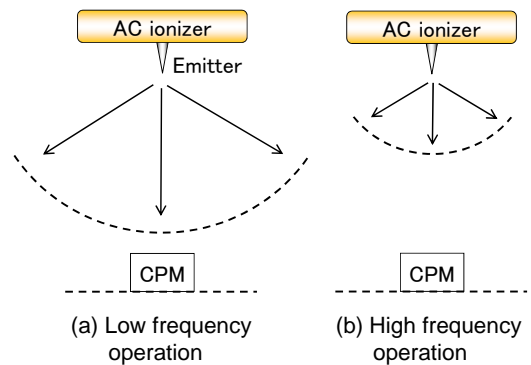 AC ionizer
Emitter
CPM
(a) Low frequency
operation
AC ionizer
CPM
(b) High frequency
operation